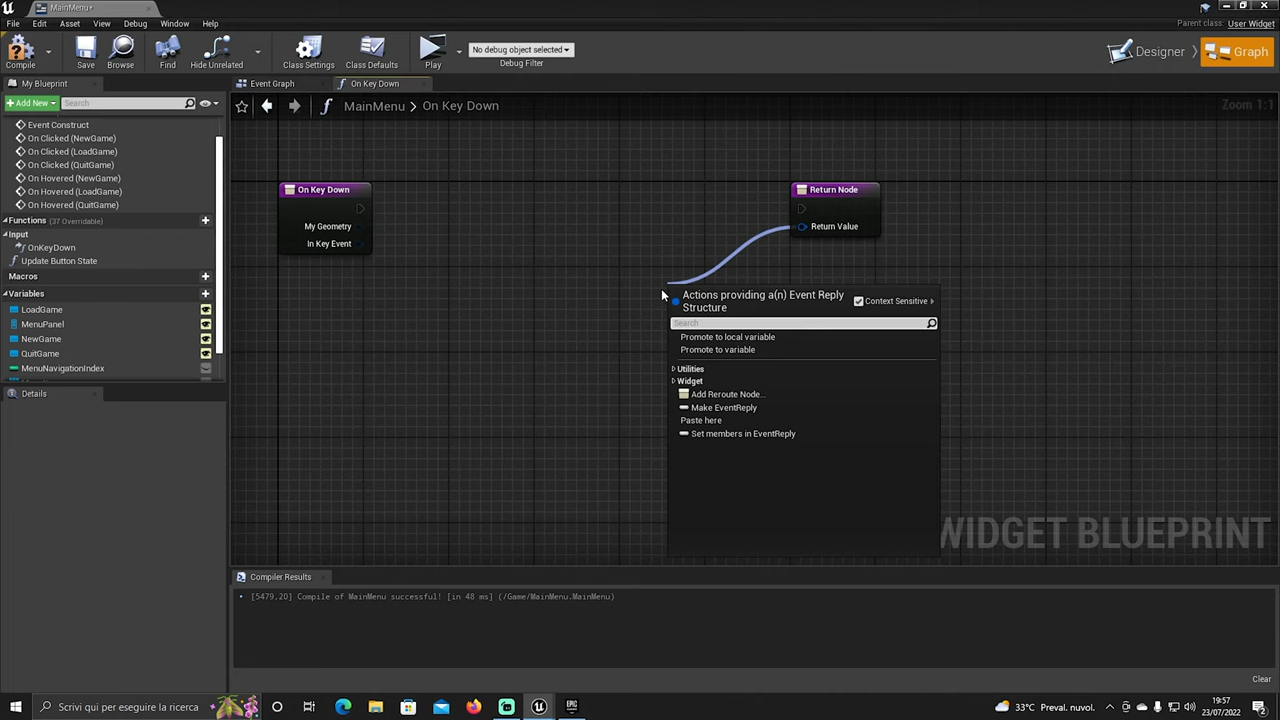 MainMenu*
File Edit Asset View Debug Window Help
Parent class: User Widget
Compile Save Browse Find Hide Unrelated Class Settings Class Defaults Play
No debug object selected
Debug Filter
Designer Graph
My Blueprint
Event Graph On Key Down
Add New Search
MainMenu > On Key Down
Zoom 1:1
Event Construct
On Clicked (NewGame)
On Clicked (LoadGame)
On Clicked (QuitGame)
On Hovered (NewGame)
On Hovered (LoadGame)
On Hovered (QuitGame)
Functions (37 Overridable)
Input
OnKeyDown
Update Button State
Macros
Variables
LoadGame
MenuPanel
NewGame
QuitGame
MenuNavigationIndex
Details
On Key Down
My Geometry
In Key Event
Return Node
Return Value
Actions providing a(n) Event Reply
Structure
Context Sensitive
Search
Promote to local variable
Promote to variable
Utilities
Widget
Add Reroute Node...
Make EventReply
Paste here
Set members in EventReply
WIDGET BLUEPRINT
Compiler Results
[5479,20] Compile of MainMenu successful! [in 48 ms] (/Game/MainMenu.MainMenu)
Clear
Scrivi qui per eseguire la ricerca
EPIC
33°C Preval. nuvol.
19:57
23/07/2022